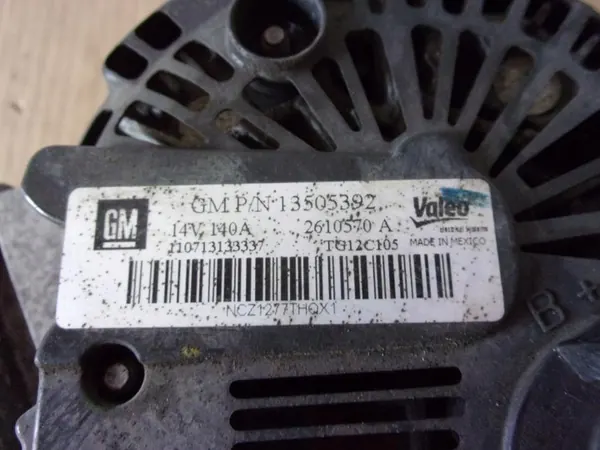 GM
GM P/N 13505392
Valeo
14V, 140A 2610570 A
110713133337 TG12C105
MADE IN MEXICO
NCZ1277THQX1
B +